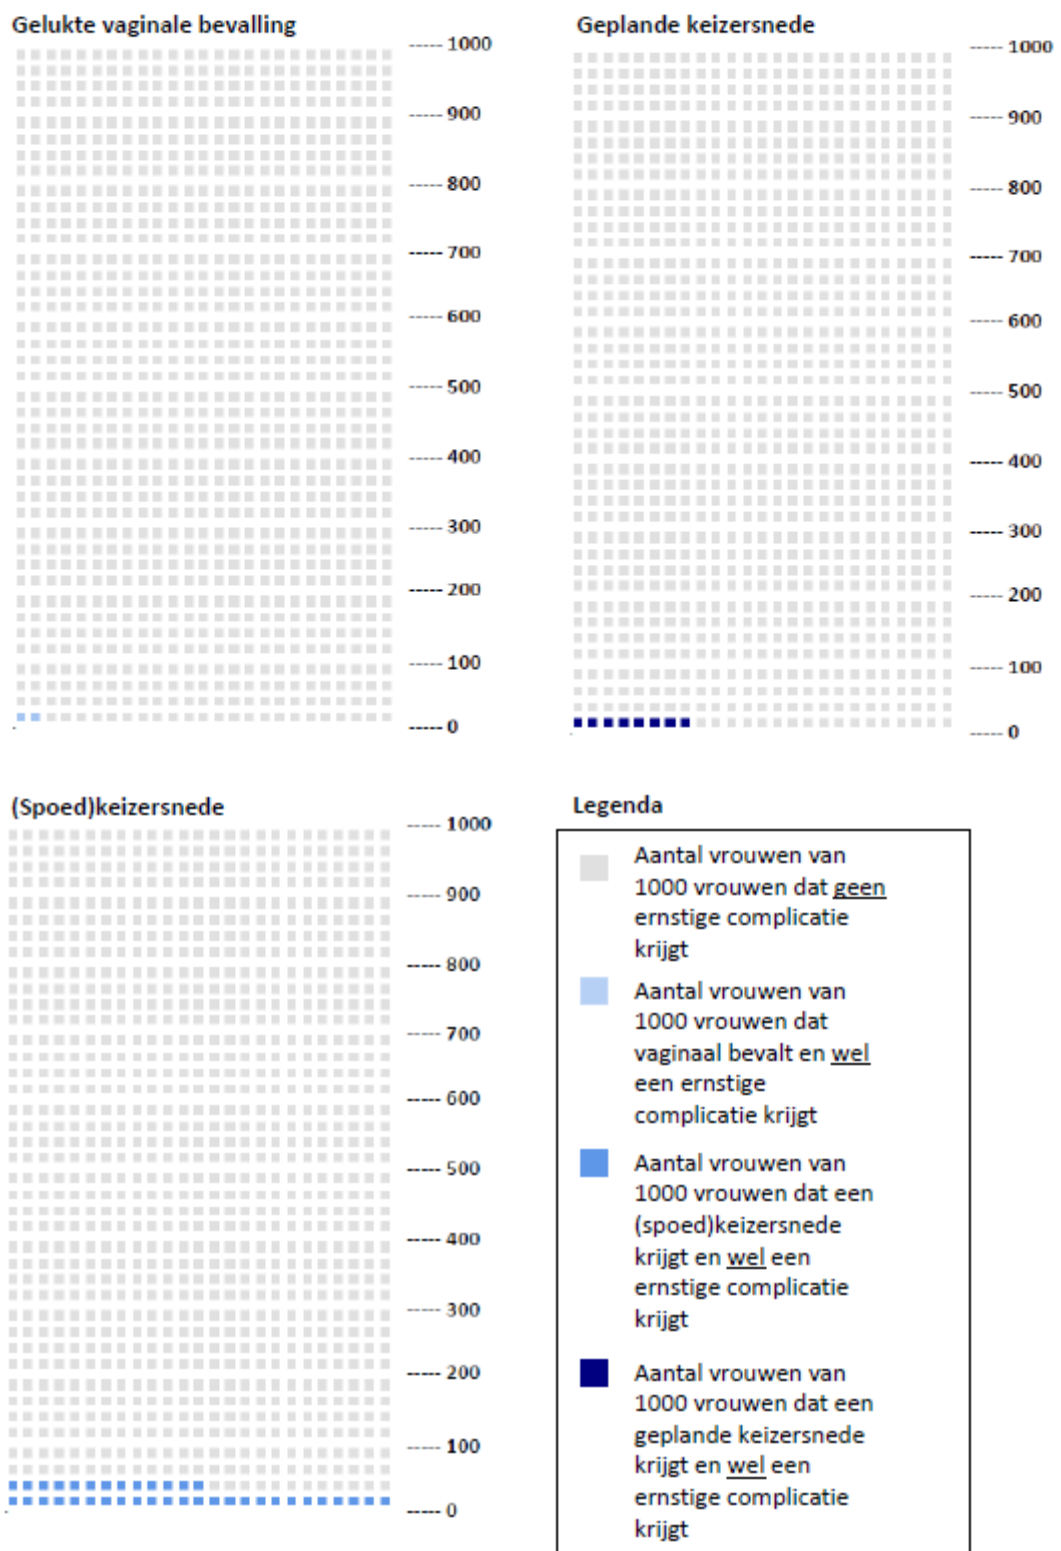 Gelukte vaginale bevalling
----- 1000
----- 900
----- 800
----- 700
----- 600
----- 500
----- 400
----- 300
----- 200
----- 100
----- 0
Geplande keizersnede
----- 1000
----- 900
----- 800
----- 700
----- 600
----- 500
----- 400
----- 300
----- 200
----- 100
----- 0
(Spoed)keizersnede
----- 1000
----- 900
----- 800
----- 700
----- 600
----- 500
----- 400
----- 300
----- 200
----- 100
----- 0
Legenda
Aantal vrouwen van
1000 vrouwen dat geen
ernstige complicatie
krijgt
Aantal vrouwen van
1000 vrouwen dat
vaginaal bevalt en wel
een ernstige
complicatie krijgt
Aantal vrouwen van
1000 vrouwen dat een
(spoed)keizersnede
krijgt en wel een
ernstige complicatie
krijgt
Aantal vrouwen van
1000 vrouwen dat een
geplande keizersnede
krijgt en wel een
ernstige complicatie
krijgt